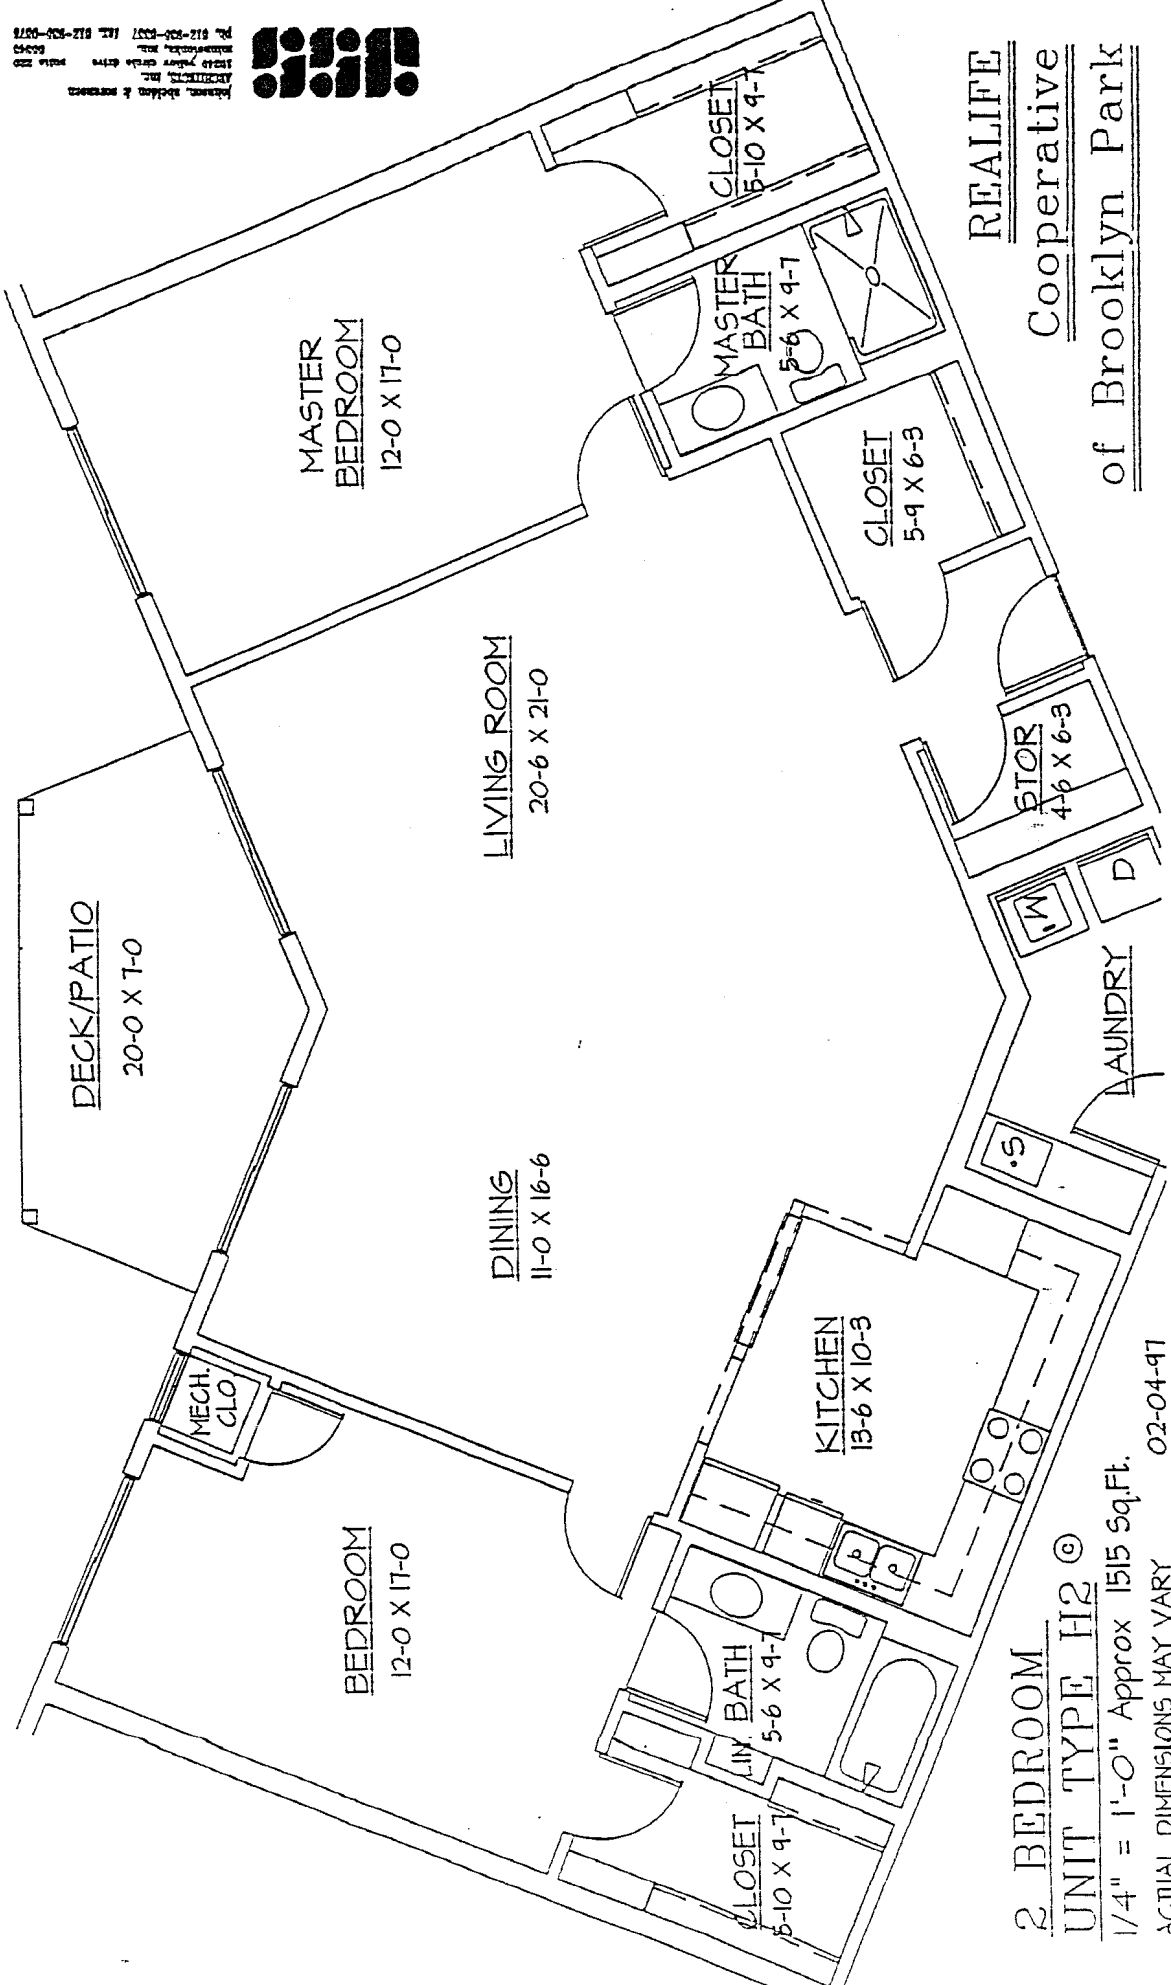 REALIFE
Cooperative
of Brooklyn Park
CLOSET
5-10 X 9-7
MASTER
BATH
5-6 X 9-7
CLOSET
5-9 X 6-3
STOR
4-6 X 6-3
W
D
LAUNDRY
S
MASTER
BEDROOM
12-0 X 17-0
LIVING ROOM
20-6 X 21-0
DECK/PATIO
20-0 X 7-0
DINING
11-0 X 16-6
KITCHEN
13-6 X 10-3
MECH.
CLO
BEDROOM
12-0 X 17-0
LIN
BATH
5-6 X 9-7
CLOSET
5-10 X 9-7
2 BEDROOM
UNIT TYPE H2 ©
1/4" = 1'-0" Approx 1515 Sq.Ft.
ACTUAL DIMENSIONS MAY VARY 02-04-97
ARCHITECTS, INC.